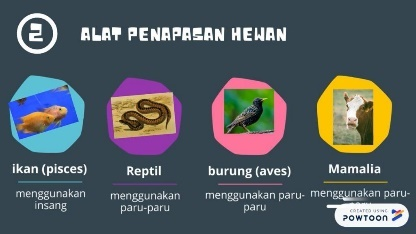 2 ALAT PENAPASAN HEWAN
ikan (pisces)
menggunakan
insang
Reptil
menggunakan
paru-paru
burung (aves)
menggunakan paru-
paru
Mamalia
menggunakan paru-
CREATED USING
POWTOON